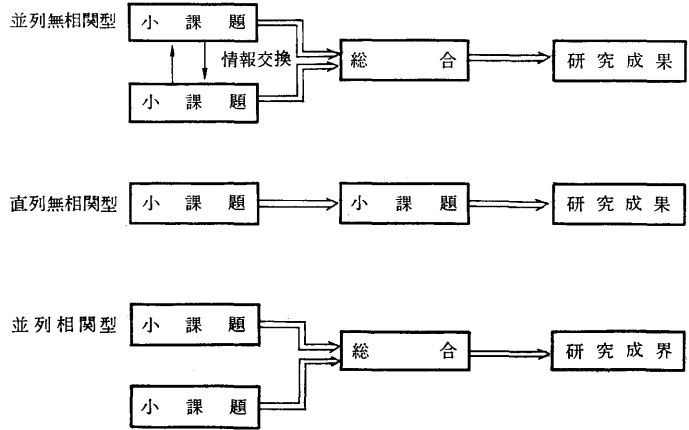 並列無相関型
小課題
情報交換
小課題
総合
研究成果
直列無相関型
小課題
小課題
研究成果
並列相関型
小課題
小課題
総合
研究成界